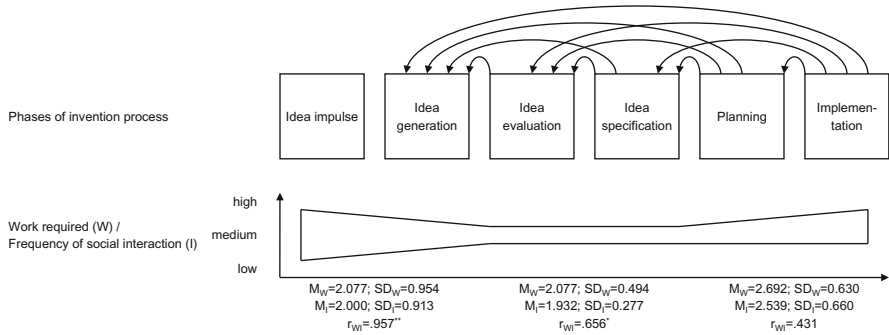 Phases of invention process
Idea impulse
Idea
generation
Idea
evaluation
Idea
specification
Planning
Implemen-
tation
Work required (W) /
Frequency of social interaction (I)
high
medium
low
M_W=2.077; SD_W=0.954
M_I=2.000; SD_I=0.913
r_WI=.957**
M_W=2.077; SD_W=0.494
M_I=1.932; SD_I=0.277
r_WI=.656*
M_W=2.692; SD_W=0.630
M_I=2.539; SD_I=0.660
r_WI=.431